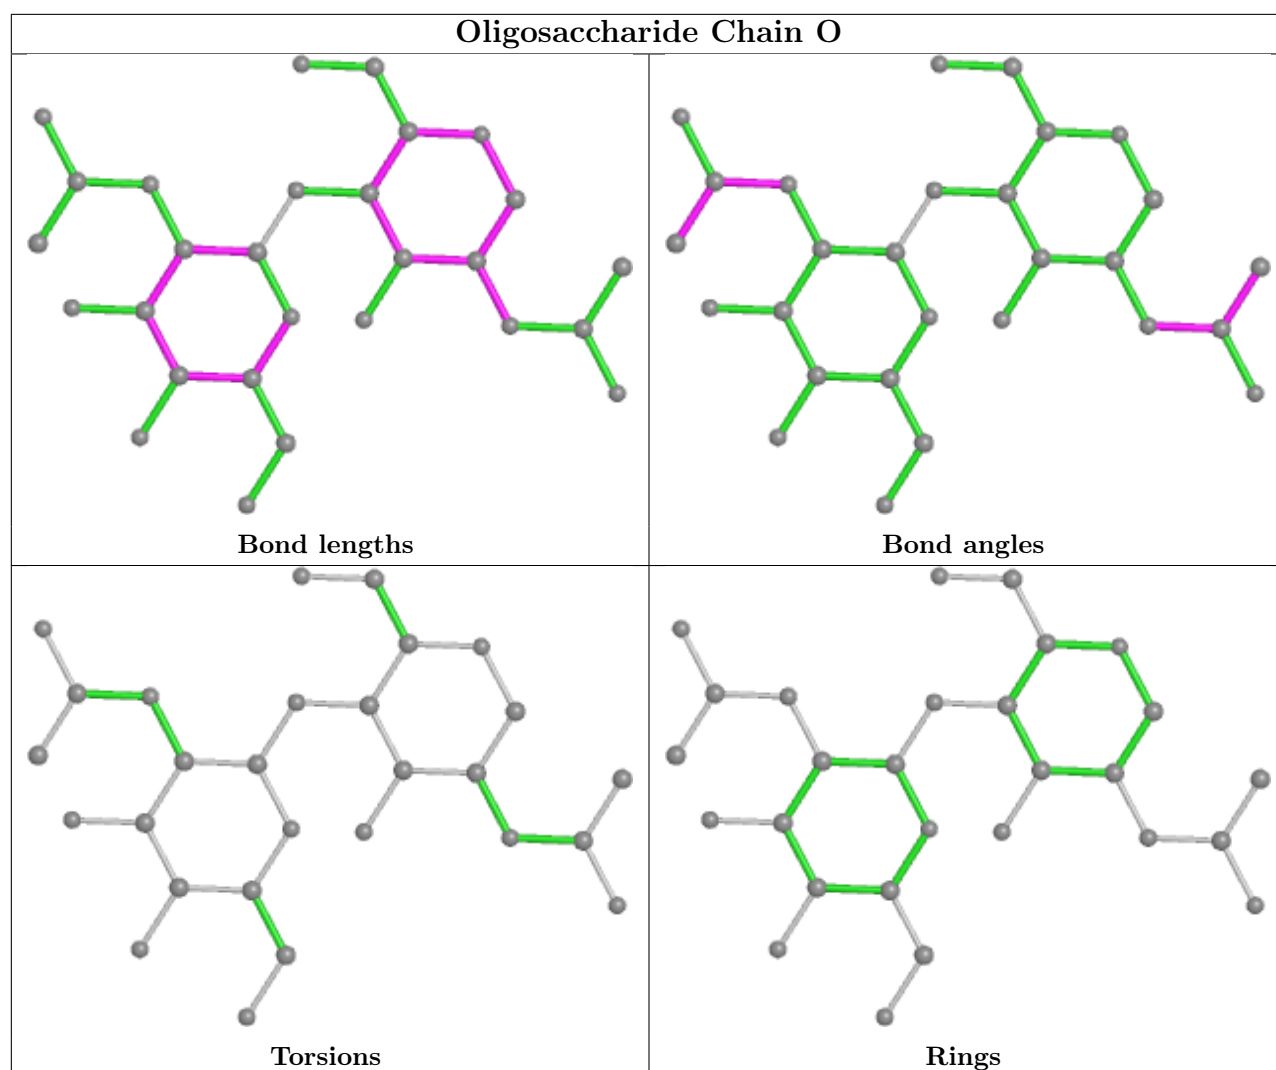 Oligosaccharide Chain O
Bond lengths
Bond angles
Torsions
Rings